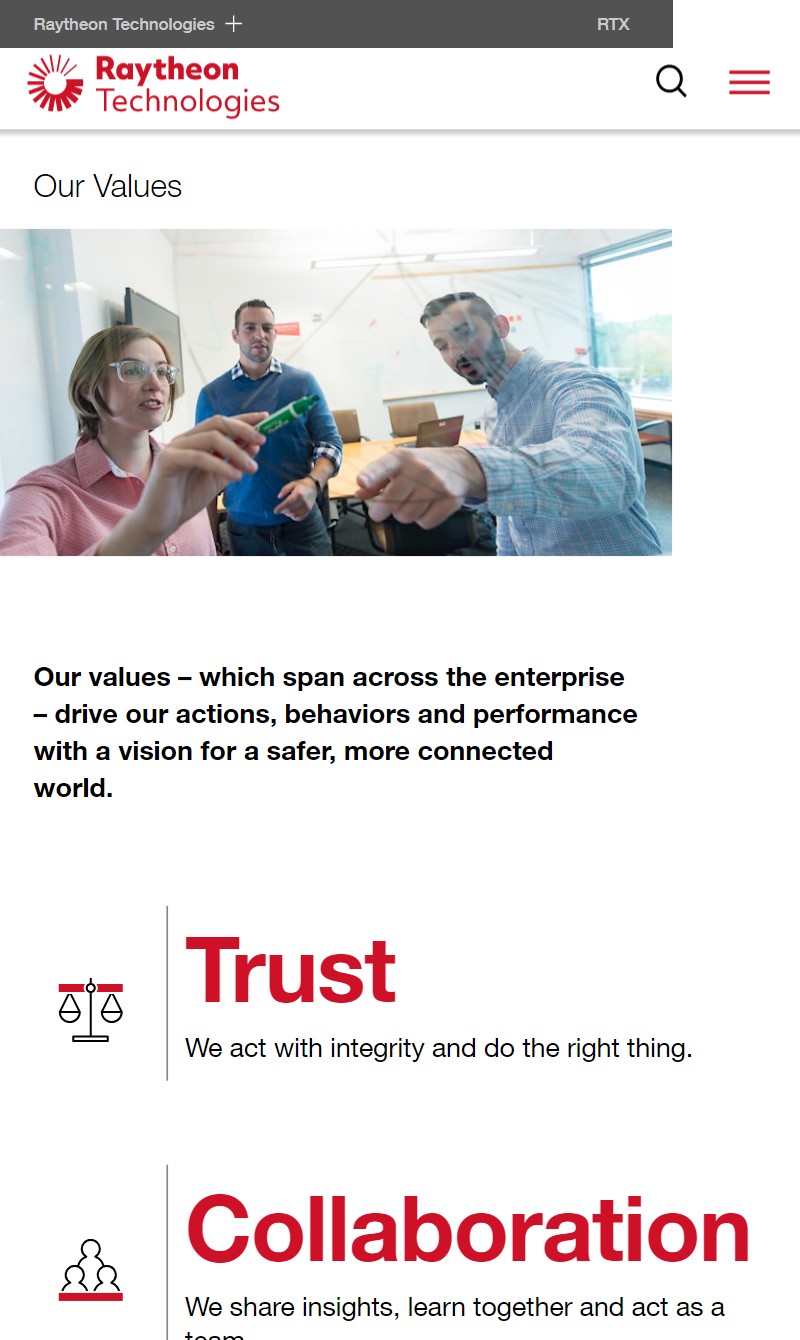 Raytheon Technologies
RTX
Raytheon
Technologies
Our Values
Our values – which span across the enterprise
– drive our actions, behaviors and performance
with a vision for a safer, more connected
world.
Trust
We act with integrity and do the right thing.
Collaboration
We share insights, learn together and act as a
team.